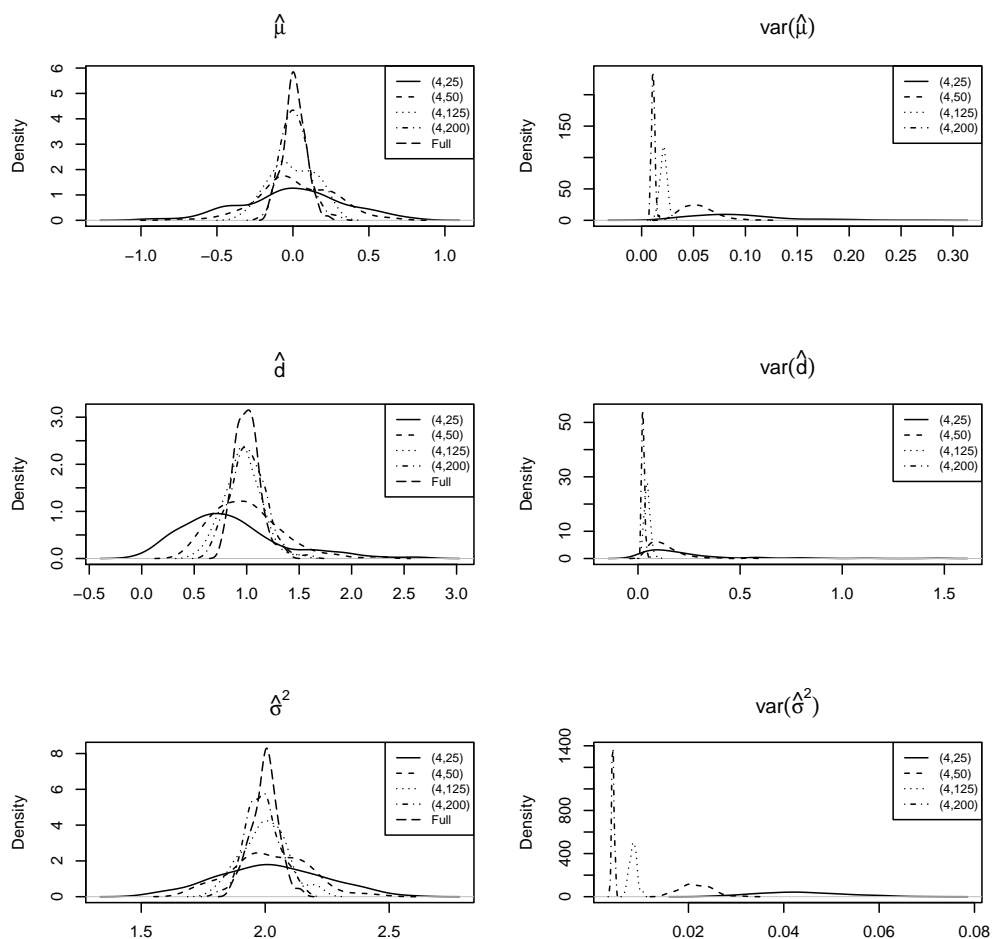 μ̂
Density
0 1 2 3 4 5 6
−1.0 −0.5 0.0 0.5 1.0
(4,25)
(4,50)
(4,125)
(4,200)
Full
var(μ̂)
Density
0 50 150
0.00 0.05 0.10 0.15 0.20 0.25 0.30
(4,25)
(4,50)
(4,125)
(4,200)
d̂
Density
0.0 1.0 2.0 3.0
−0.5 0.0 0.5 1.0 1.5 2.0 2.5 3.0
(4,25)
(4,50)
(4,125)
(4,200)
Full
var(d̂)
Density
0 10 30 50
0.0 0.5 1.0 1.5
(4,25)
(4,50)
(4,125)
(4,200)
σ̂²
Density
0 2 4 6 8
1.5 2.0 2.5
(4,25)
(4,50)
(4,125)
(4,200)
Full
var(σ̂²)
Density
0 400 800 1400
0.02 0.04 0.06 0.08
(4,25)
(4,50)
(4,125)
(4,200)